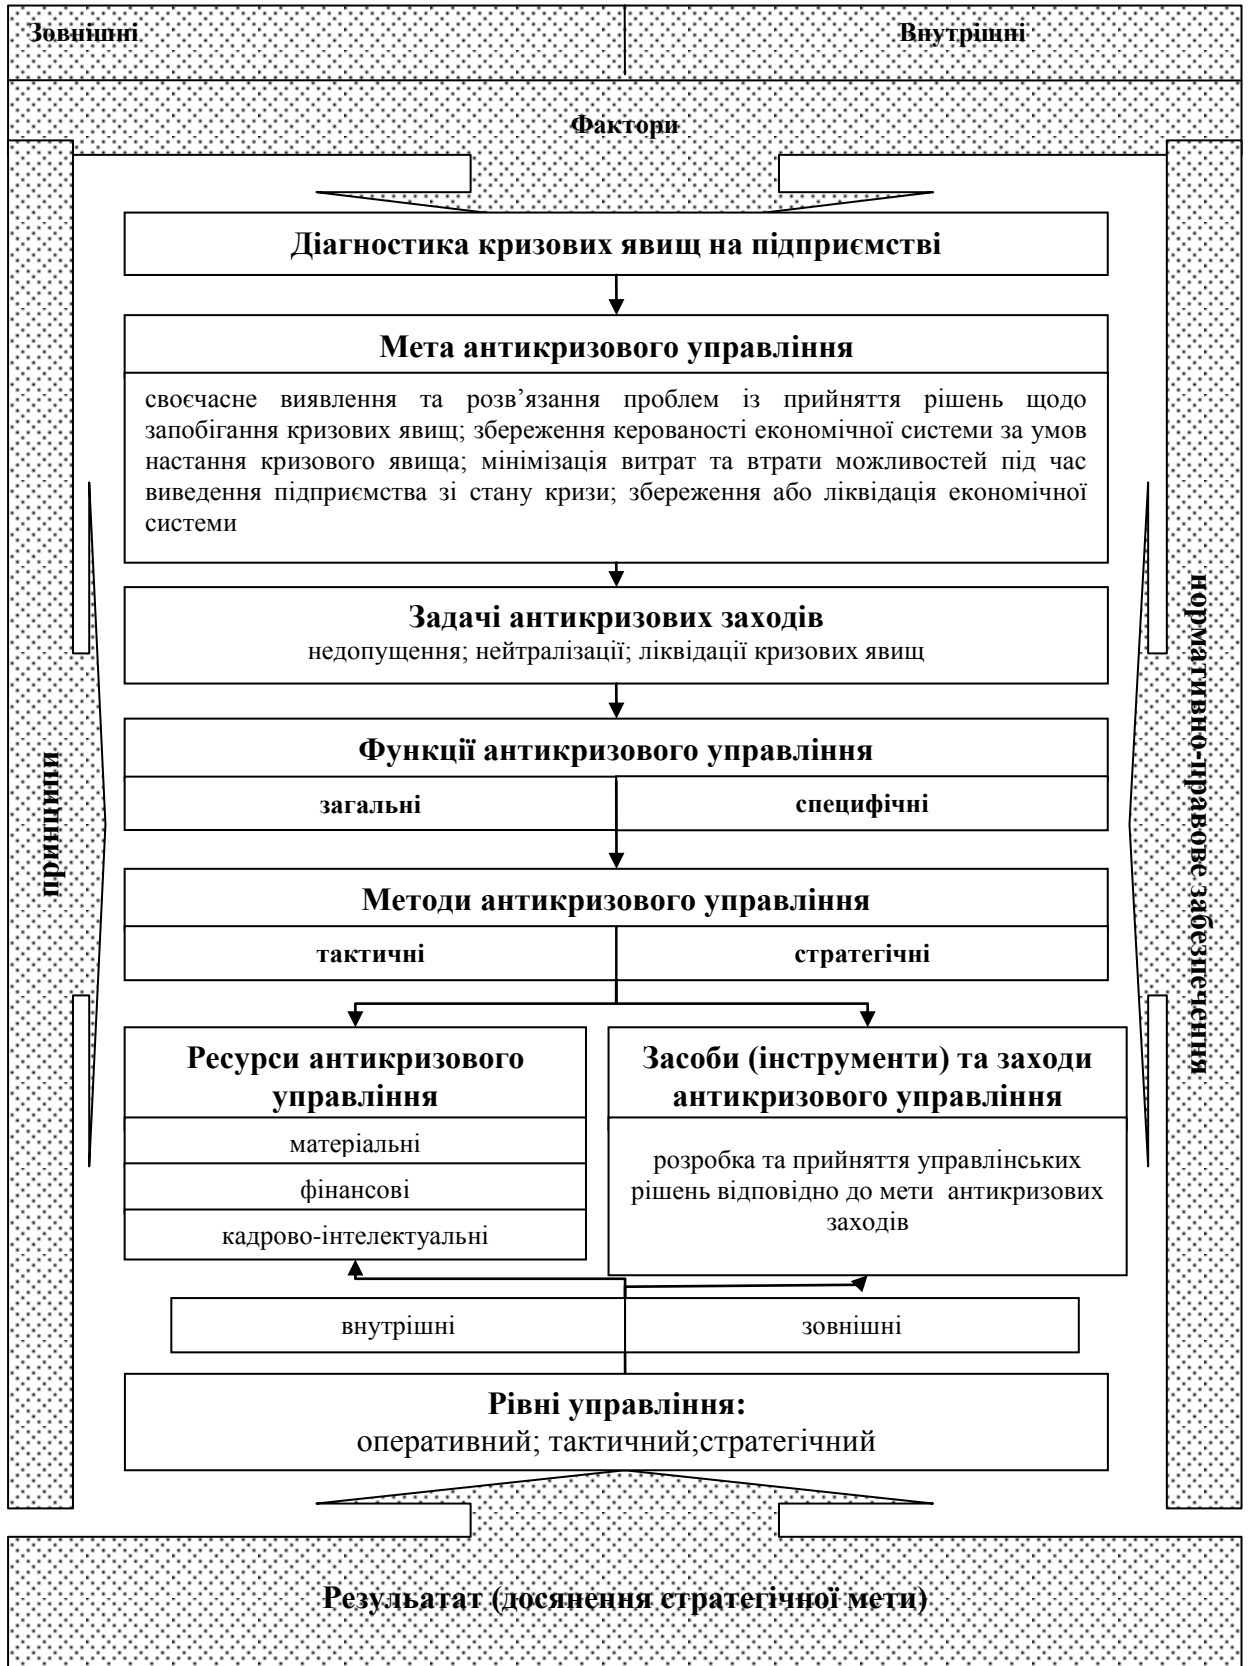 Зовнішні
Внутрішні
Фактори
Діагностика кризових явищ на підприємстві
Мета антикризового управління
своєчасне виявлення та розв’язання проблем із прийняття рішень щодо
запобігання кризових явищ; збереження керованості економічної системи за умов
настання кризового явища; мінімізація витрат та втрати можливостей під час
виведення підприємства зі стану кризи; збереження або ліквідація економічної
системи
Задачі антикризових заходів
недопущення; нейтралізації; ліквідації кризових явищ
Функції антикризового управління
загальні
специфічні
принципи
нормативно-правове забезпечення
Методи антикризового управління
тактичні
стратегічні
Ресурси антикризового
управління
матеріальні
фінансові
кадрово-інтелектуальні
Засоби (інструменти) та заходи
антикризового управління
розробка та прийняття управлінських
рішень відповідно до мети антикризових
заходів
внутрішні
зовнішні
Рівні управління:
оперативний; тактичний;стратегічний
Результат (досянення стратегічної мети)